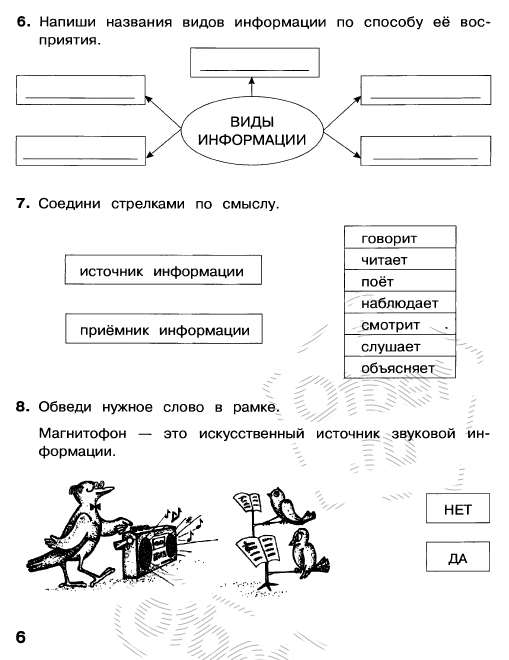 6. Напиши названия видов информации по способу её вос-
приятия.
ВИДЫ
ИНФОРМАЦИИ
7. Соедини стрелками по смыслу.
источник информации
приёмник информации
говорит
читает
поёт
наблюдает
смотрит
слушает
объясняет
8. Обведи нужное слово в рамке.
Магнитофон — это искусственный источник звуковой ин-
формации.
НЕТ
ДА
6